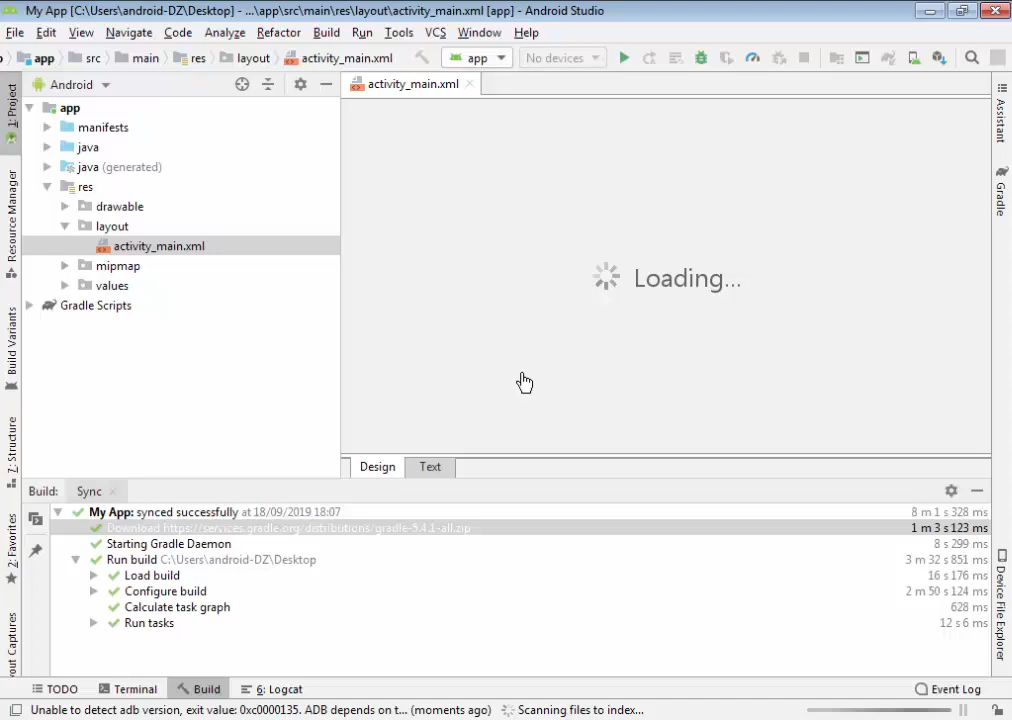 My App [C:\Users\android-DZ\Desktop] - ...\app\src\main\res\layout\activity_main.xml [app] - Android Studio
File Edit View Navigate Code Analyze Refactor Build Run Tools VCS Window Help
app src main res layout activity_main.xml app No devices
1: Project
Resource Manager
Build Variants
7: Structure
2: Favorites
Android
app
manifests
java
java (generated)
res
drawable
layout
activity_main.xml
mipmap
values
Gradle Scripts
activity_main.xml
Loading...
Design Text
Assistant
Gradle
Device File Explorer
Build: Sync
My App: synced successfully at 18/09/2019 18:07 8 m 1 s 328 ms
Download https://services.gradle.org/distributions/gradle-5.4.1-all.zip 1 m 3 s 123 ms
Starting Gradle Daemon 8 s 299 ms
Run build C:\Users\android-DZ\Desktop 3 m 32 s 851 ms
Load build 16 s 176 ms
Configure build 2 m 50 s 124 ms
Calculate task graph 628 ms
Run tasks 12 s 6 ms
TODO Terminal Build 6: Logcat Event Log
Unable to detect adb version, exit value: 0xc0000135. ADB depends on t... (moments ago) Scanning files to index...